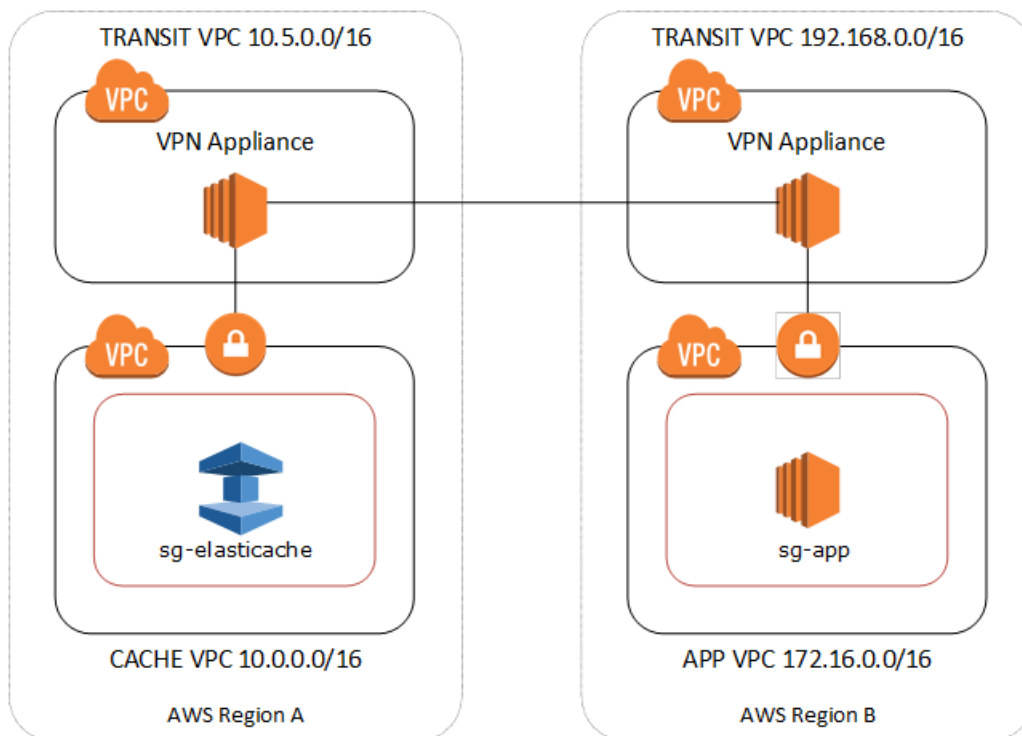 TRANSIT VPC 10.5.0.0/16
VPC
VPN Appliance
VPC
sg-elasticache
CACHE VPC 10.0.0.0/16
AWS Region A
TRANSIT VPC 192.168.0.0/16
VPC
VPN Appliance
VPC
sg-app
APP VPC 172.16.0.0/16
AWS Region B